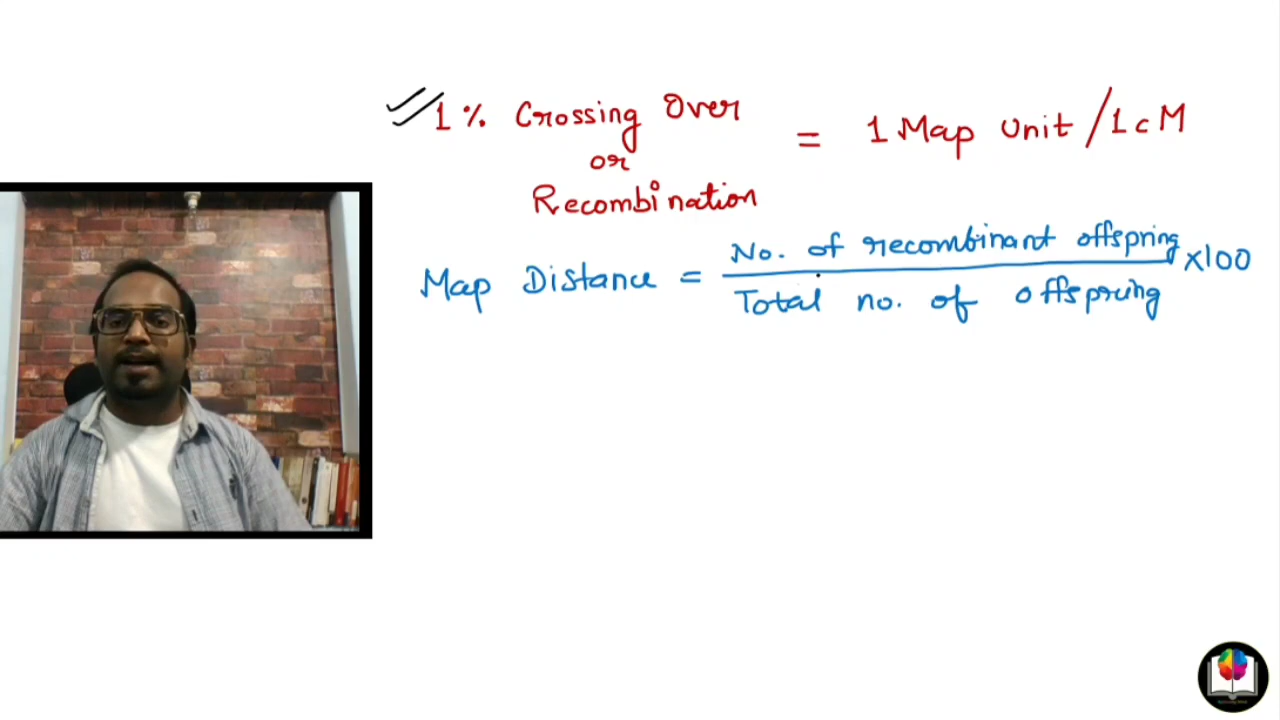 1 % Crossing Over
or
Recombination
= 1 Map Unit / 1 cM
Map Distance = No. of recombinant offspring
Total no. of offspring
×100